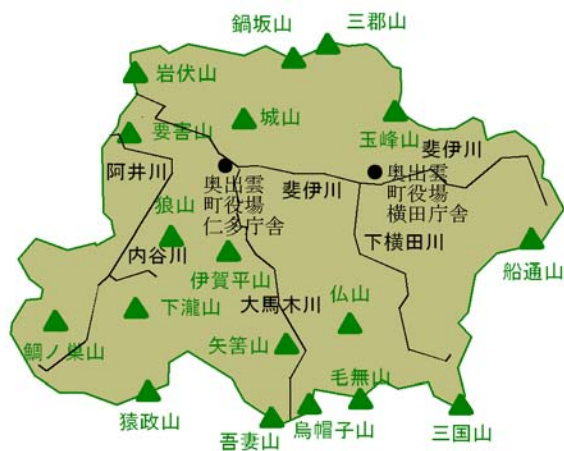 鍋坂山
三郡山
岩伏山
城山
玉峰山
要害山
阿井川
斐伊川
奥出雲
町役場
仁多庁舎
斐伊川
奥出雲
町役場
横田庁舎
狼山
内谷川
伊賀平山
下横田川
船通山
下瀧山
大馬木川
仏山
鯛ノ巣山
矢筈山
毛無山
猿政山
吾妻山
烏帽子山
三国山